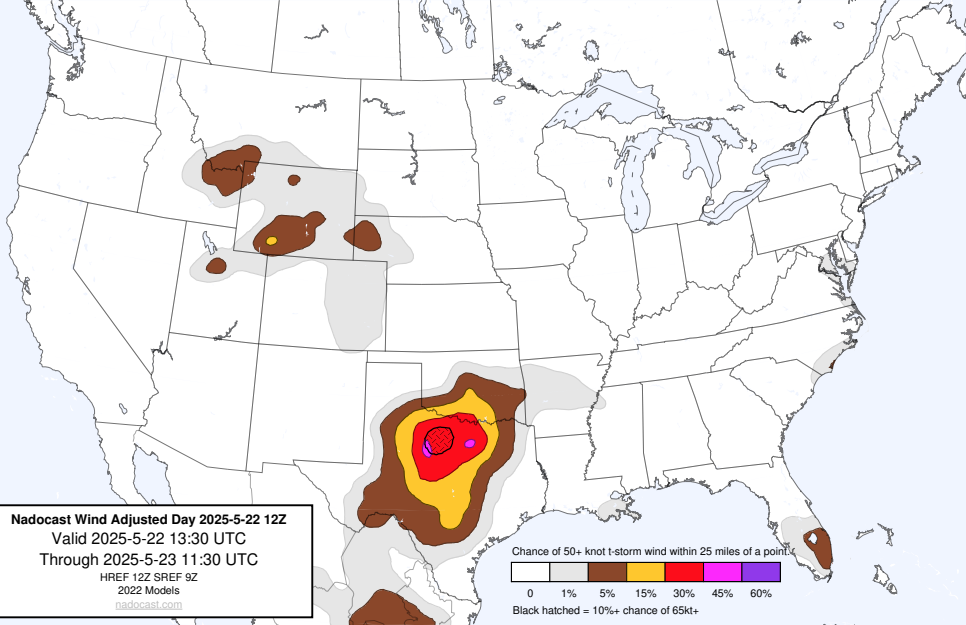 Nadocast Wind Adjusted Day 2025-5-22 12Z
Valid 2025-5-22 13:30 UTC
Through 2025-5-23 11:30 UTC
HREF 12Z SREF 9Z
2022 Models
nadocast.com
Chance of 50+ knot t-storm wind within 25 miles of a point.
0 1% 5% 15% 30% 45% 60%
Black hatched = 10%+ chance of 65kt+